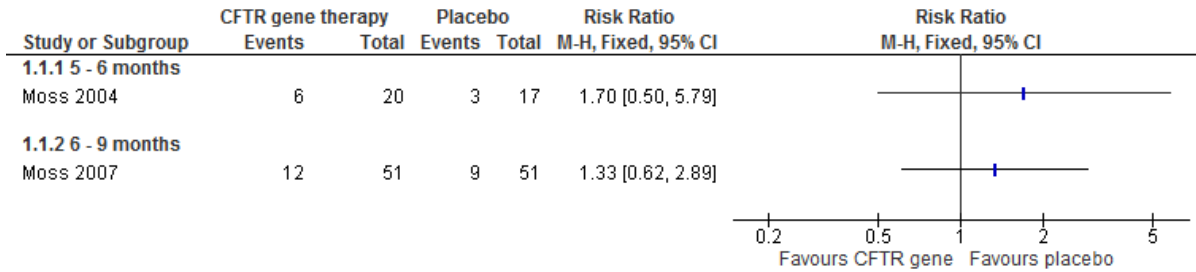 CFTR gene therapy Placebo Risk Ratio Risk Ratio
Study or Subgroup Events Total Events Total M-H, Fixed, 95% CI M-H, Fixed, 95% CI
1.1.1 5 - 6 months
Moss 2004 6 20 3 17 1.70 [0.50, 5.79]
1.1.2 6 - 9 months
Moss 2007 12 51 9 51 1.33 [0.62, 2.89]
0.2 0.5 1 2 5
Favours CFTR gene Favours placebo